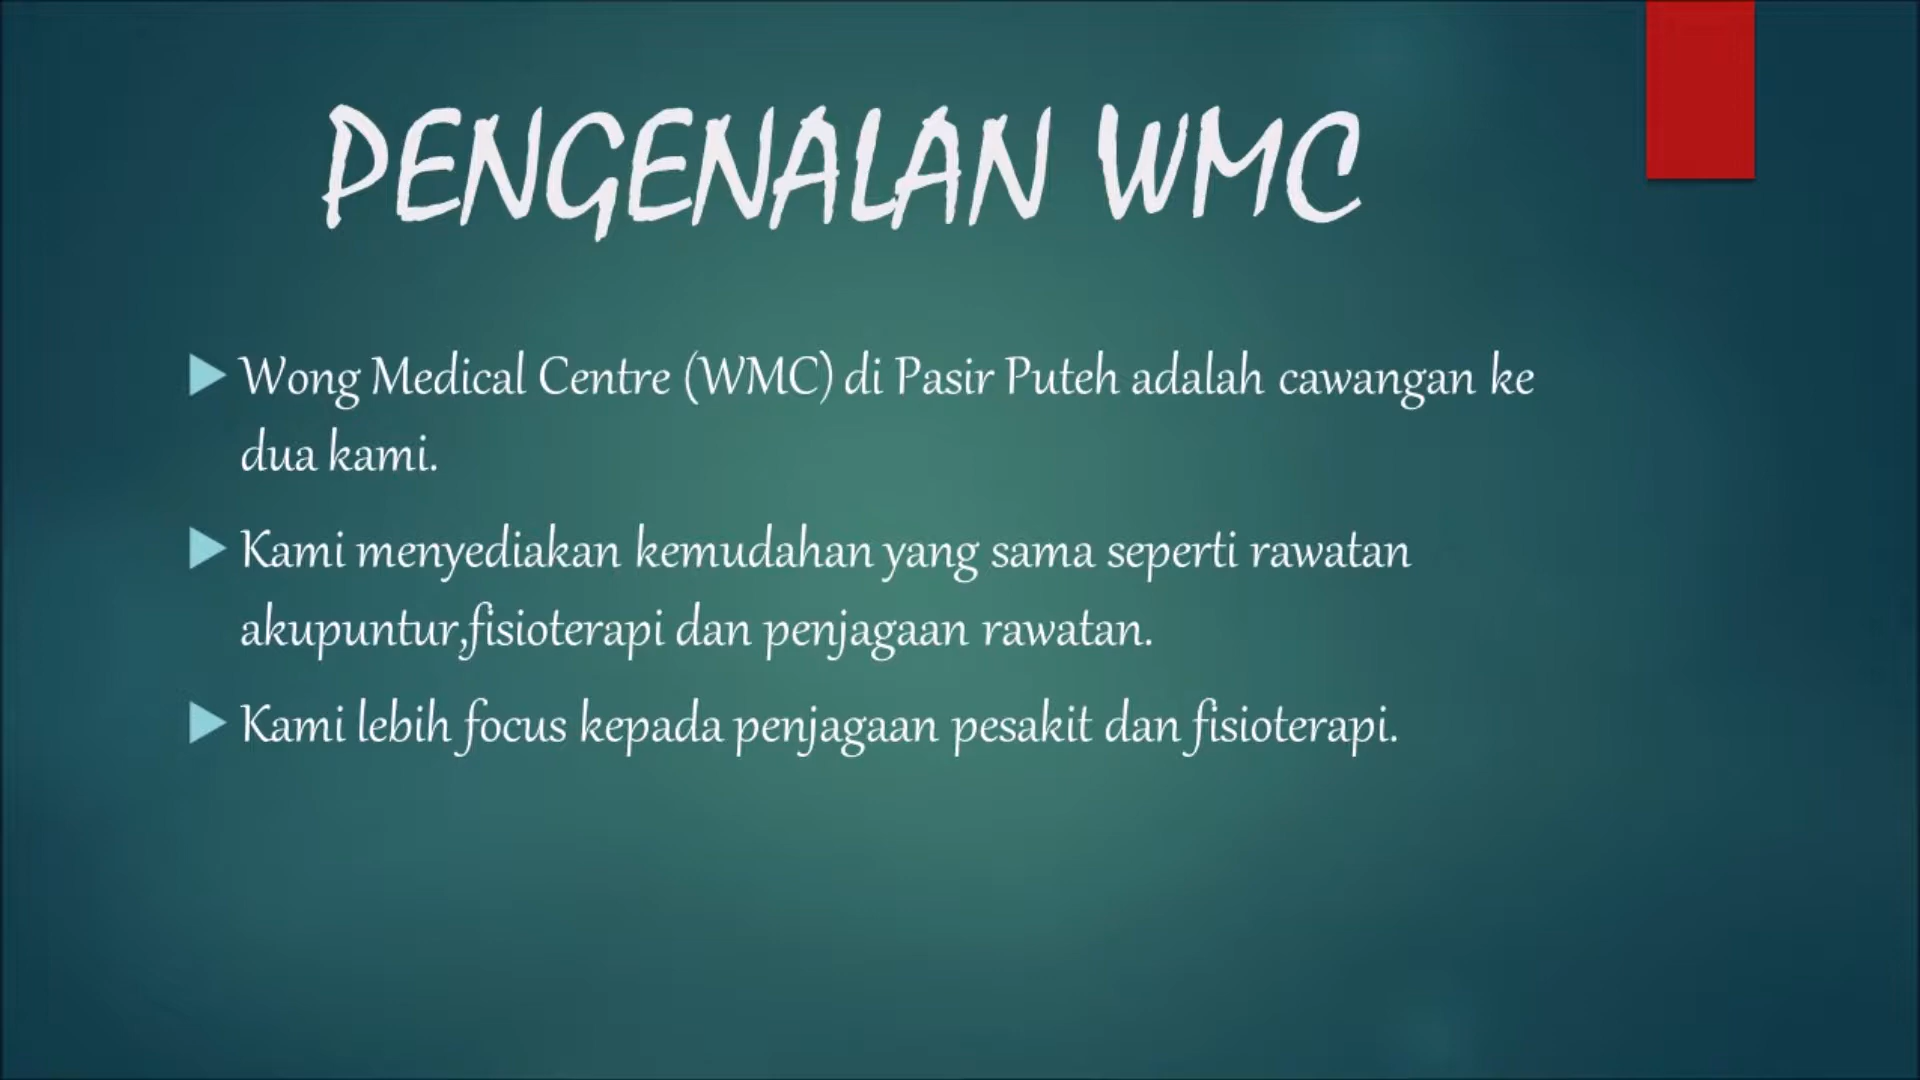 PENGENALAN WMC
Wong Medical Centre (WMC) di Pasir Puteh adalah cawangan ke
dua kami.
Kami menyediakan kemudahan yang sama seperti rawatan
akupuntur,fisioterapi dan penjagaan rawatan.
Kami lebih focus kepada penjagaan pesakit dan fisioterapi.